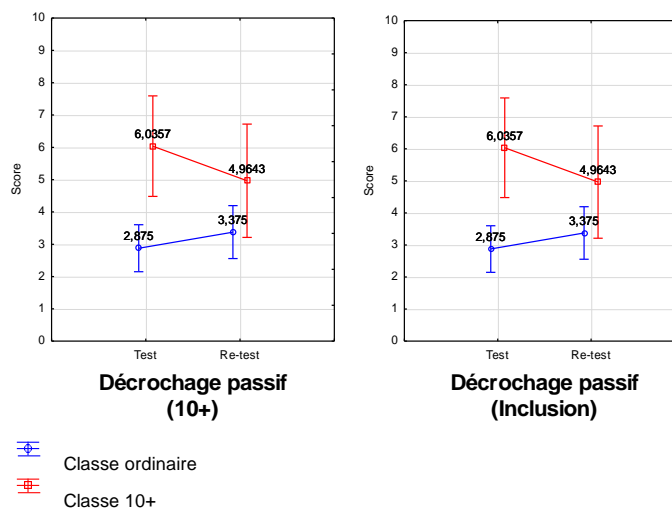 10
9
8
7
6
5
4
3
2
1
0
Score
6,0357
4,9643
2,875
3,375
Test
Re-test
Décrochage passif
(10+)
10
9
8
7
6
5
4
3
2
1
0
Score
6,0357
4,9643
2,875
3,375
Test
Re-test
Décrochage passif
(Inclusion)
Classe ordinaire
Classe 10+